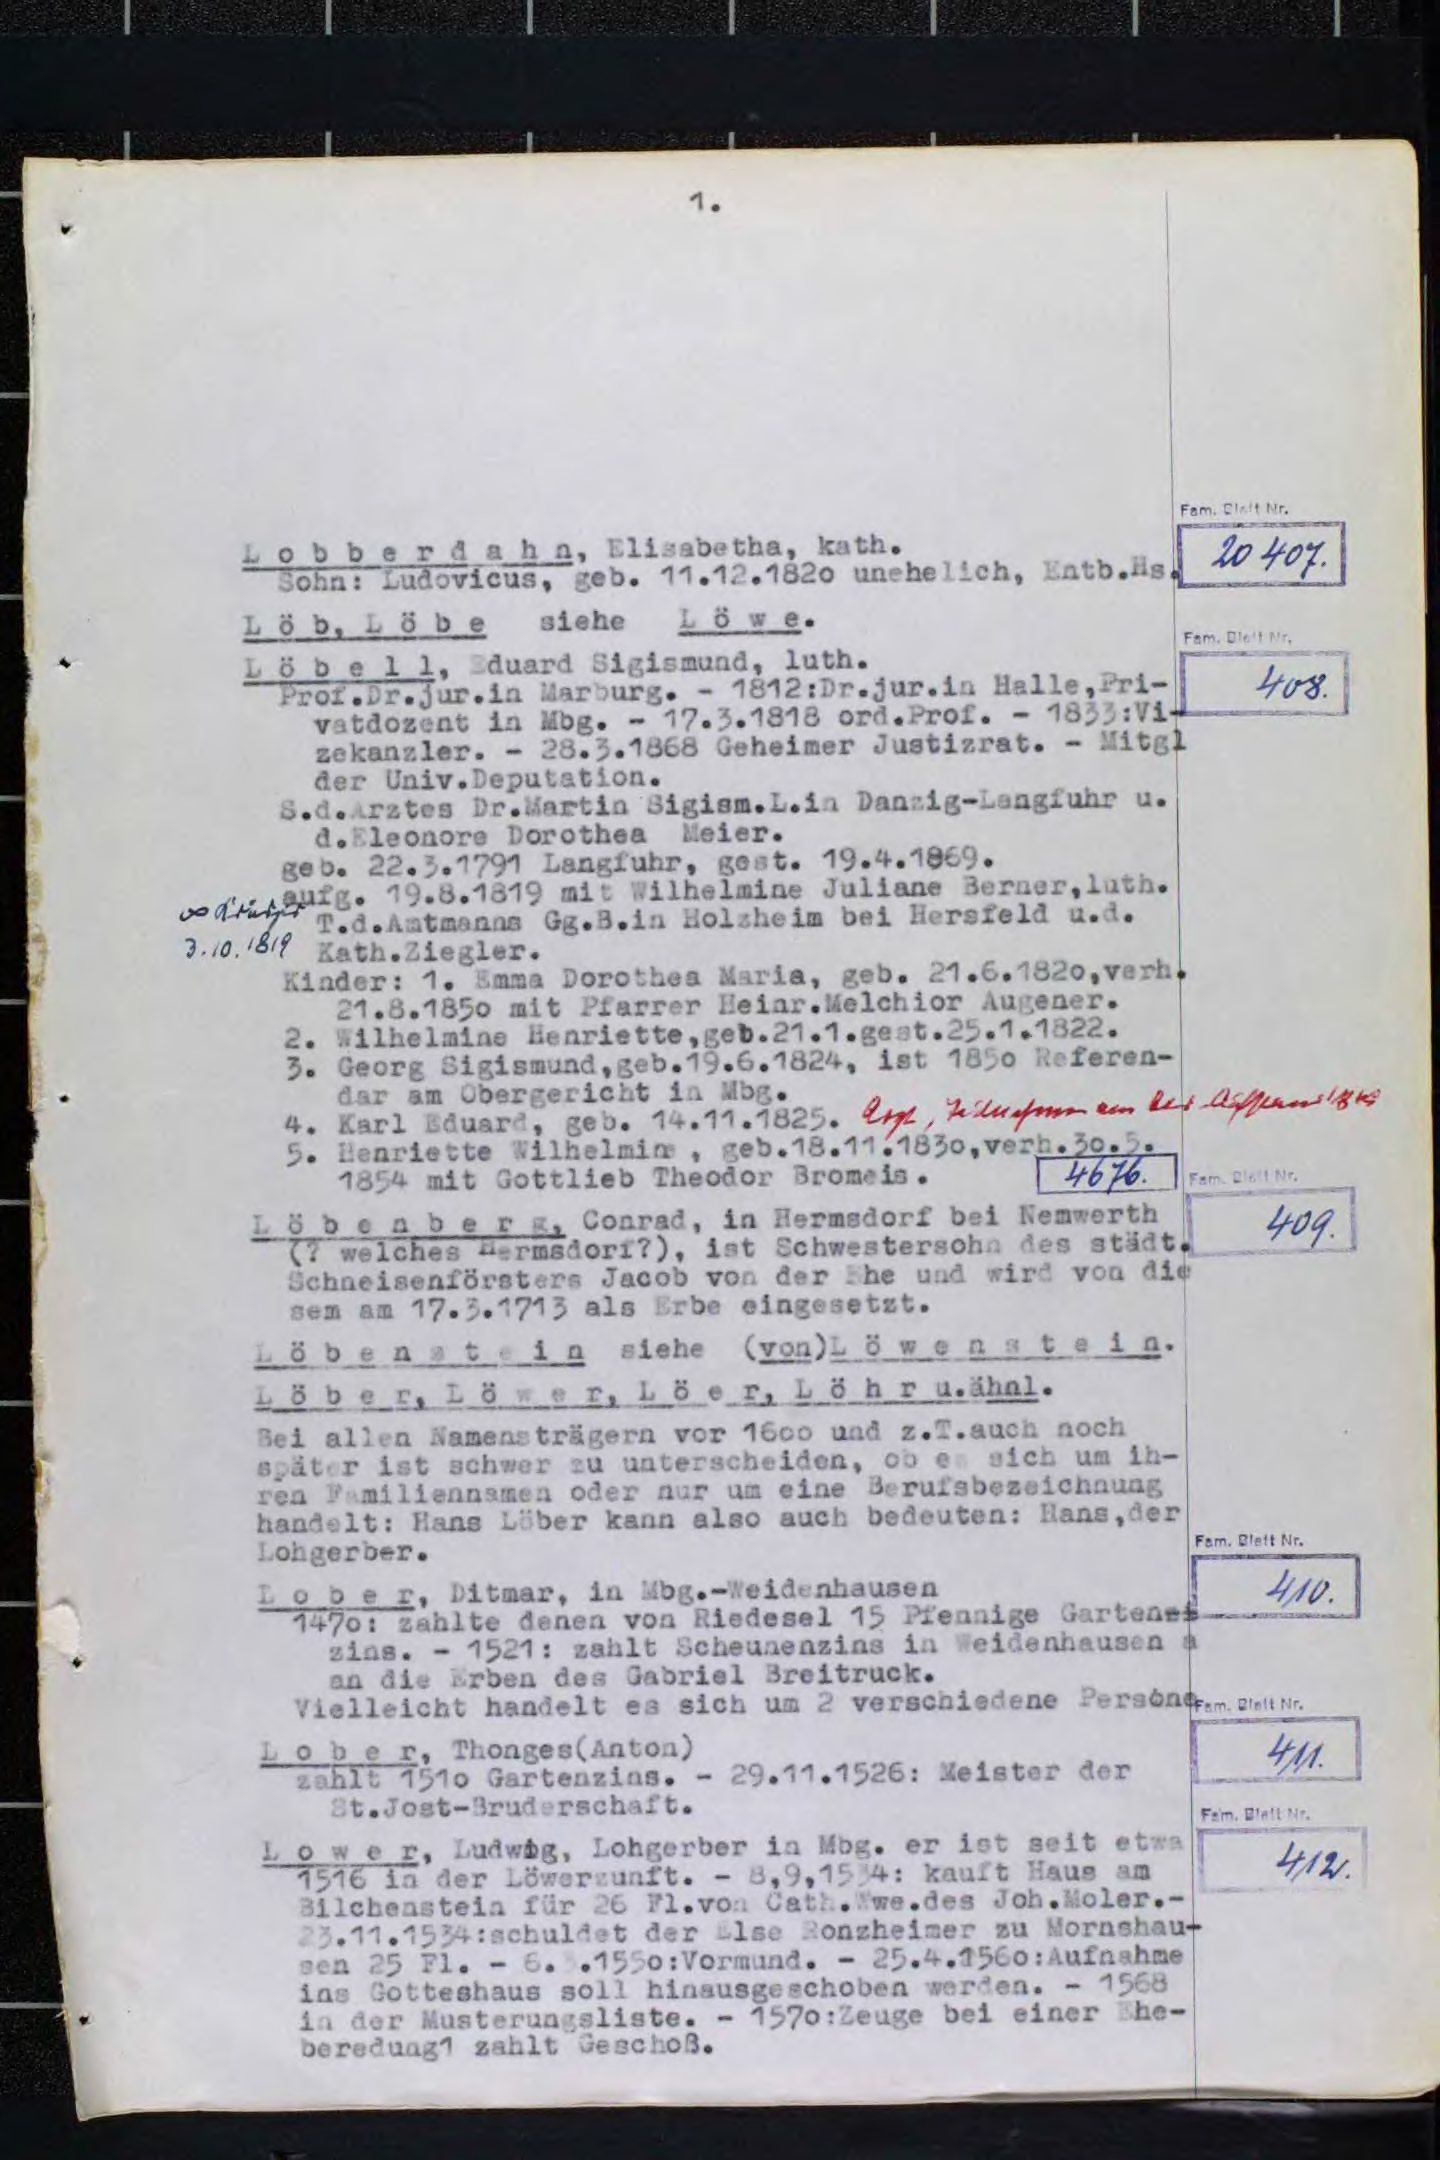 1.
Fam. Blatt Nr.
Lobberdahn, Elisabetha, kath.
20 407.
Sohn: Ludovicus, geb. 11.12.182o unehelich, Entb.Hs.
Löb, Löbe siehe Löwe.
Fam. Blatt Nr.
Löbell, Eduard Sigismund, luth.
408.
Prof.Dr.jur.in Marburg. - 1812:Dr.jur.in Halle,Pri-
vatdozent in Mbg. - 17.3.1818 ord.Prof. - 1833:Vi-
zekanzler. - 28.3.1868 Geheimer Justizrat. - Mitgl
der Univ.Deputation.
S.d.Arztes Dr.Martin Sigism.L.in Danzig-Langfuhr u.
d.Eleonore Dorothea Meier.
geb. 22.3.1791 Langfuhr, gest. 19.4.1869.
aufg. 19.8.1819 mit Wilhelmine Juliane Berner,luth.
∞
T.d.Amtmanns Gg.B.in Holzheim bei Hersfeld u.d.
3.10.1819
Kath.Ziegler.
Kinder: 1. Emma Dorothea Maria, geb. 21.6.182o,verh.
21.8.185o mit Pfarrer Heinr.Melchior Augener.
2. Wilhelmine Henriette,geb.21.1.gest.25.1.1822.
3. Georg Sigismund,geb.19.6.1824, ist 185o Referen-
dar am Obergericht in Mbg.
4. Karl Eduard, geb. 14.11.1825.
5. Henriette Wilhelmine, geb.18.11.183o,verh.3o.5.
1854 mit Gottlieb Theodor Bromeis.
4676.
Fam. Blatt Nr.
Löbenberg, Conrad, in Hermsdorf bei Nemwerth
409.
(? welches Hermsdorf?), ist Schwestersohn des städt.
Schneisenförsters Jacob von der Ehe und wird von die
sem am 17.3.1713 als Erbe eingesetzt.
Löbenstein siehe (von)Löwenstein.
Löber, Löwer, Löer, Löhr u.ähnl.
Bei allen Namensträgern vor 16oo und z.T.auch noch
später ist schwer zu unterscheiden, ob es sich um ih-
ren Familiennamen oder nur um eine Berufsbezeichnung
handelt: Hans Löber kann also auch bedeuten: Hans,der
Lohgerber.
Fam. Blatt Nr.
Lober, Ditmar, in Mbg.-Weidenhausen
410.
147o: zahlte denen von Riedesel 15 Pfennige Garten
zins. - 1521: zahlt Scheunenzins in Weidenhausen a
an die Erben des Gabriel Breitruck.
Vielleicht handelt es sich um 2 verschiedene Persone
Fam. Blatt Nr.
Lober, Thonges(Anton)
411.
zahlt 151o Gartenzins. - 29.11.1526: Meister der
St.Jost-Bruderschaft.
Fam. Blatt Nr.
Lower, Ludwig, Lohgerber in Mbg. er ist seit etwa
412.
1516 in der Löwerzunft. - 8,9,1534: kauft Haus am
Bilchenstein für 26 Fl.von Cath.Wwe.des Joh.Moler.-
23.11.1534:schuldet der Else Ronzheimer zu Mornshau-
sen 25 Fl. - 6. .155o:Vormund. - 25.4.156o:Aufnahme
ins Gotteshaus soll hinausgeschoben werden. - 1568
in der Musterungsliste. - 157o:Zeuge bei einer Ehe-
beredung1 zahlt Geschoß.